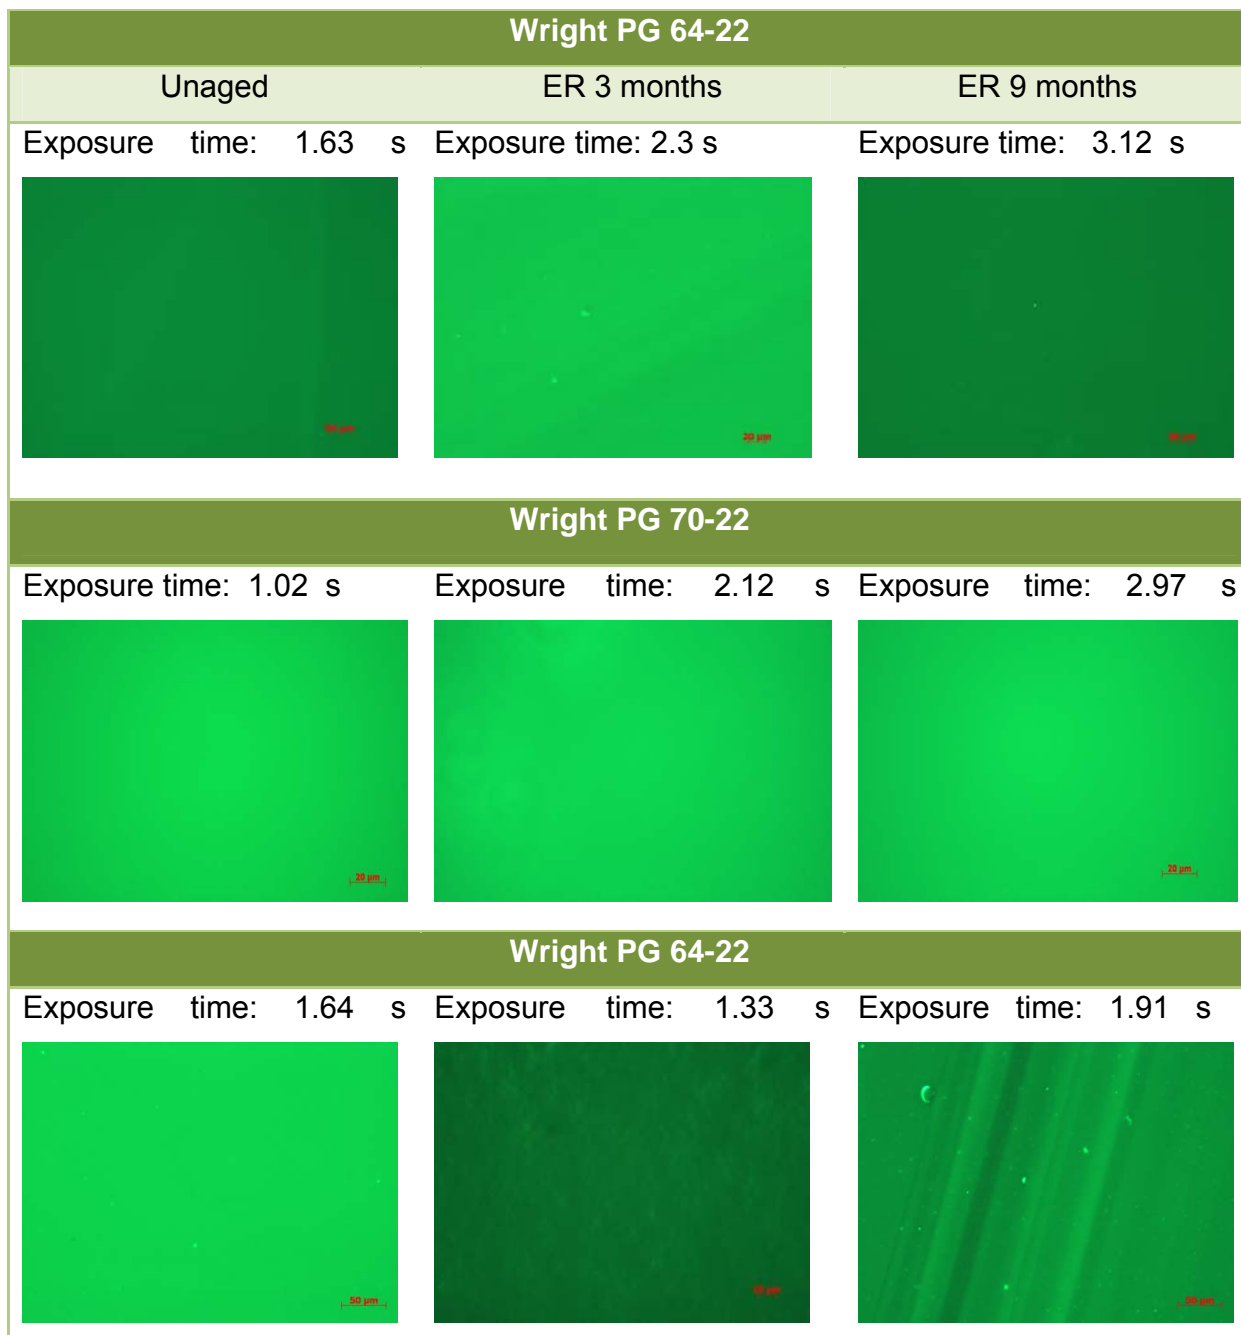 Wright PG 64-22
Unaged ER 3 months ER 9 months
Exposure time: 1.63 s Exposure time: 2.3 s Exposure time: 3.12 s
20 µm
Wright PG 70-22
Exposure time: 1.02 s Exposure time: 2.12 s Exposure time: 2.97 s
20 µm 20 µm
Wright PG 64-22
Exposure time: 1.64 s Exposure time: 1.33 s Exposure time: 1.91 s
50 µm 50 µm